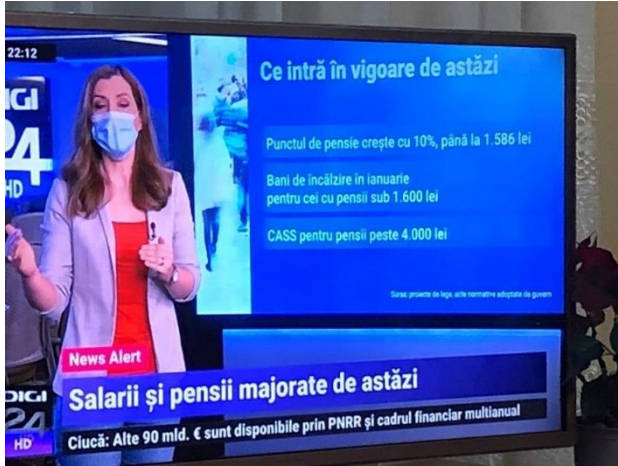 22:12
DIGI
24
HD
Ce intră în vigoare de astăzi
Punctul de pensie crește cu 10%, până la 1.586 lei
Bani de încălzire în ianuarie
pentru cei cu pensii sub 1.600 lei
CASS pentru pensii peste 4.000 lei
Sursa: proiecte de lege, acte normative adoptate de guvern
News Alert
Salarii și pensii majorate de astăzi
DIGI
24
HD
Ciucă: Alte 90 mld. € sunt disponibile prin PNRR și cadrul financiar multianual